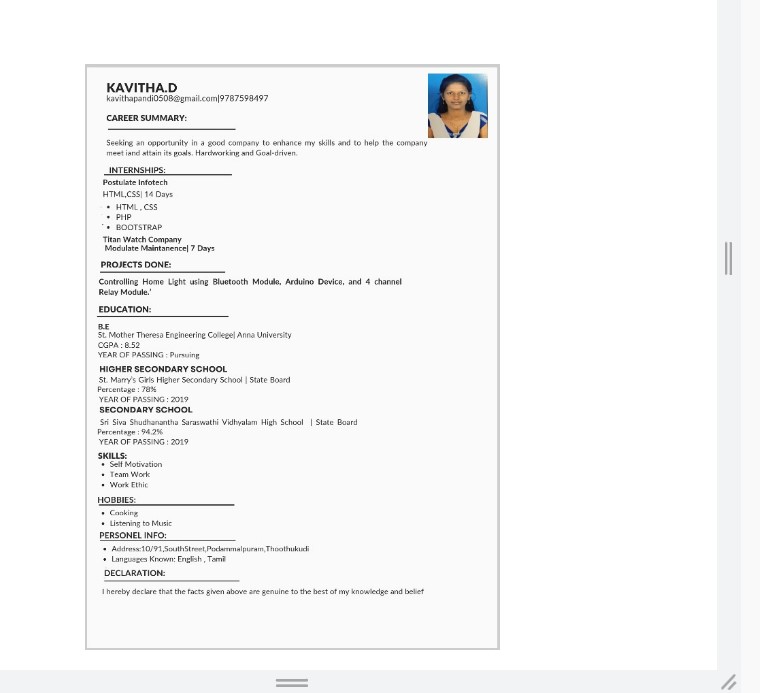 KAVITHA.D
kavithapandi0508@gmail.com|9787598497
CAREER SUMMARY:
Seeking an opportunity in a good company to enhance my skills and to help the company
meet iand attain its goals. Hardworking and Goal-driven.
INTERNSHIPS:
Postulate Infotech
HTML,CSS| 14 Days
• HTML , CSS
• PHP
• BOOTSTRAP
Titan Watch Company
Modulate Maintanence| 7 Days
PROJECTS DONE:
Controlling Home Light using Bluetooth Module, Arduino Device, and 4 channel
Relay Module.'
EDUCATION:
B.E
St. Mother Theresa Engineering College| Anna University
CGPA : 8.52
YEAR OF PASSING : Pursuing
HIGHER SECONDARY SCHOOL
St. Marry's Girls Higher Secondary School | State Board
Percentage : 78%
YEAR OF PASSING : 2019
SECONDARY SCHOOL
Sri Siva Shudhanantha Saraswathi Vidhyalam High School | State Board
Percentage : 94.2%
YEAR OF PASSING : 2019
SKILLS:
• Self Motivation
• Team Work
• Work Ethic
HOBBIES:
• Cooking
• Listening to Music
PERSONEL INFO:
• Address:10/91,SouthStreet,Podammalpuram,Thoothukudi
• Languages Known: English , Tamil
DECLARATION:
I hereby declare that the facts given above are genuine to the best of my knowledge and belief